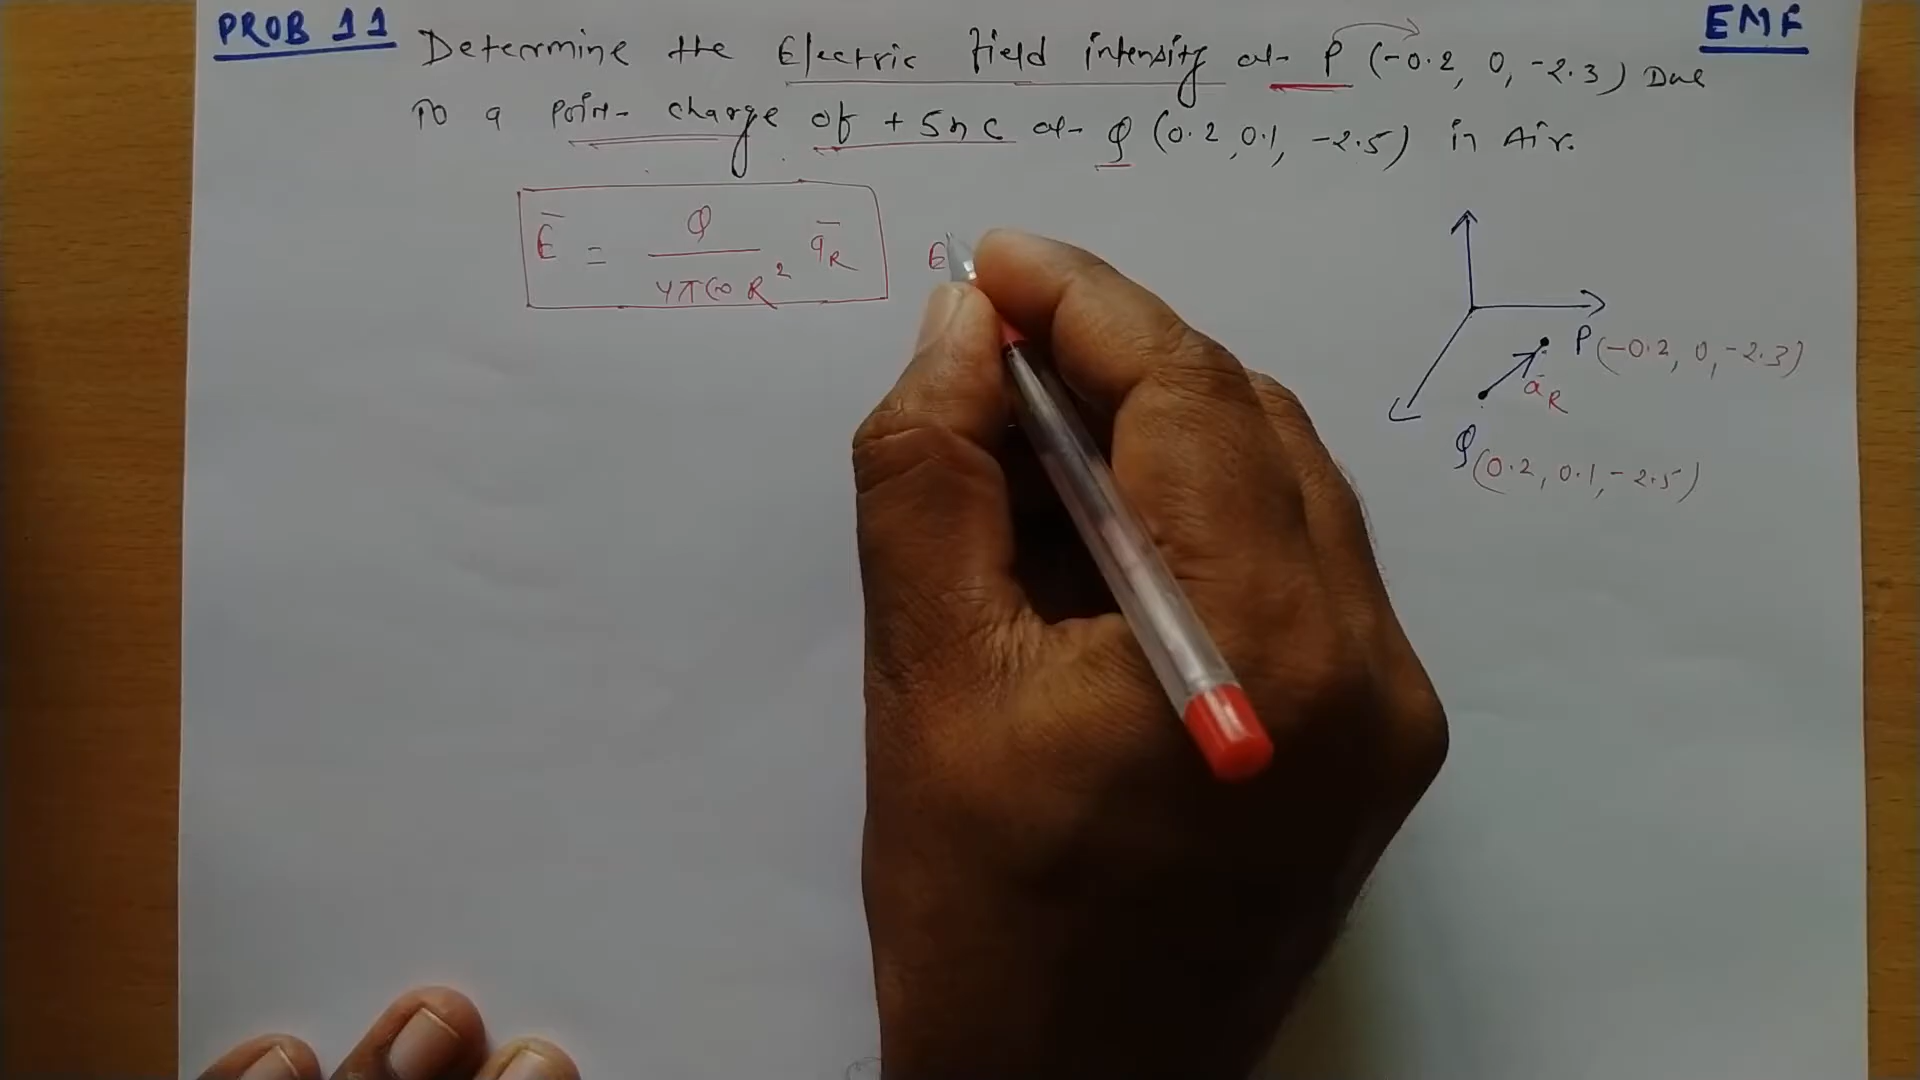 PROB 11
EMF
Determine the Electric field intensity at P (-0.2, 0, -2.3) Due
To a point charge of +5nC at Q (0.2, 0.1, -2.5) in Air.
E̅ = Q / 4πϵ0R² a̅R
E
P(-0.2, 0, -2.3)
a̅R
Q(0.2, 0.1, -2.5)